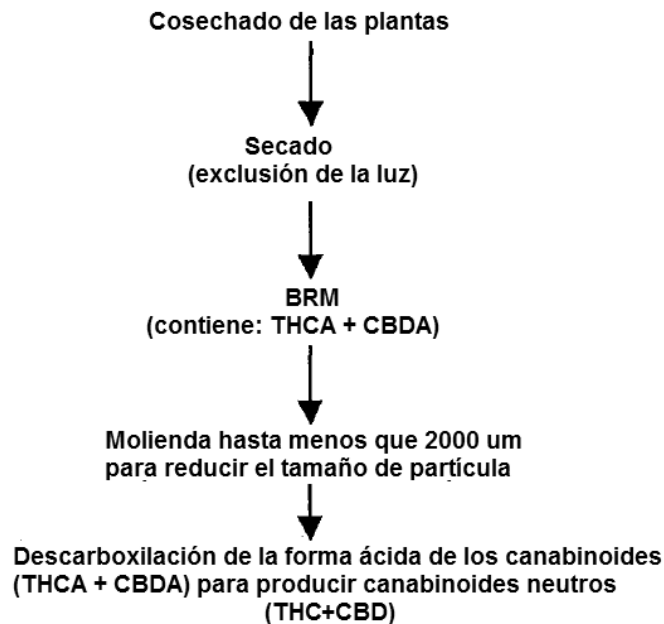 Cosechado de las plantas
Secado
(exclusión de la luz)
BRM
(contiene: THCA + CBDA)
Molienda hasta menos que 2000 um
para reducir el tamaño de partícula
Descarboxilación de la forma ácida de los canabinoides
(THCA + CBDA) para producir canabinoides neutros
(THC+CBD)